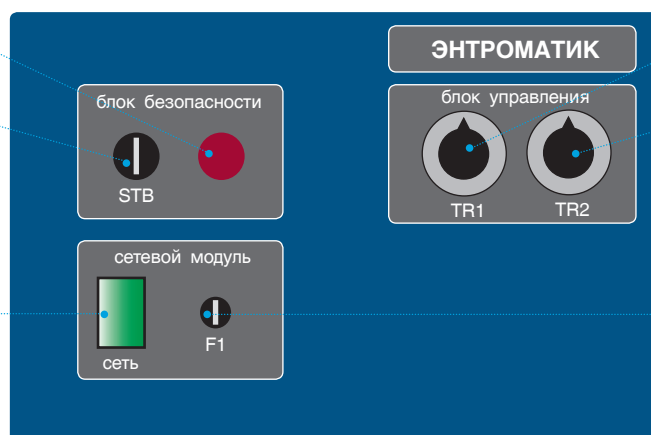 ЭНТРОМАТИК
блок безопасности
STB
блок управления
TR1 TR2
сетевой модуль
F1
сеть